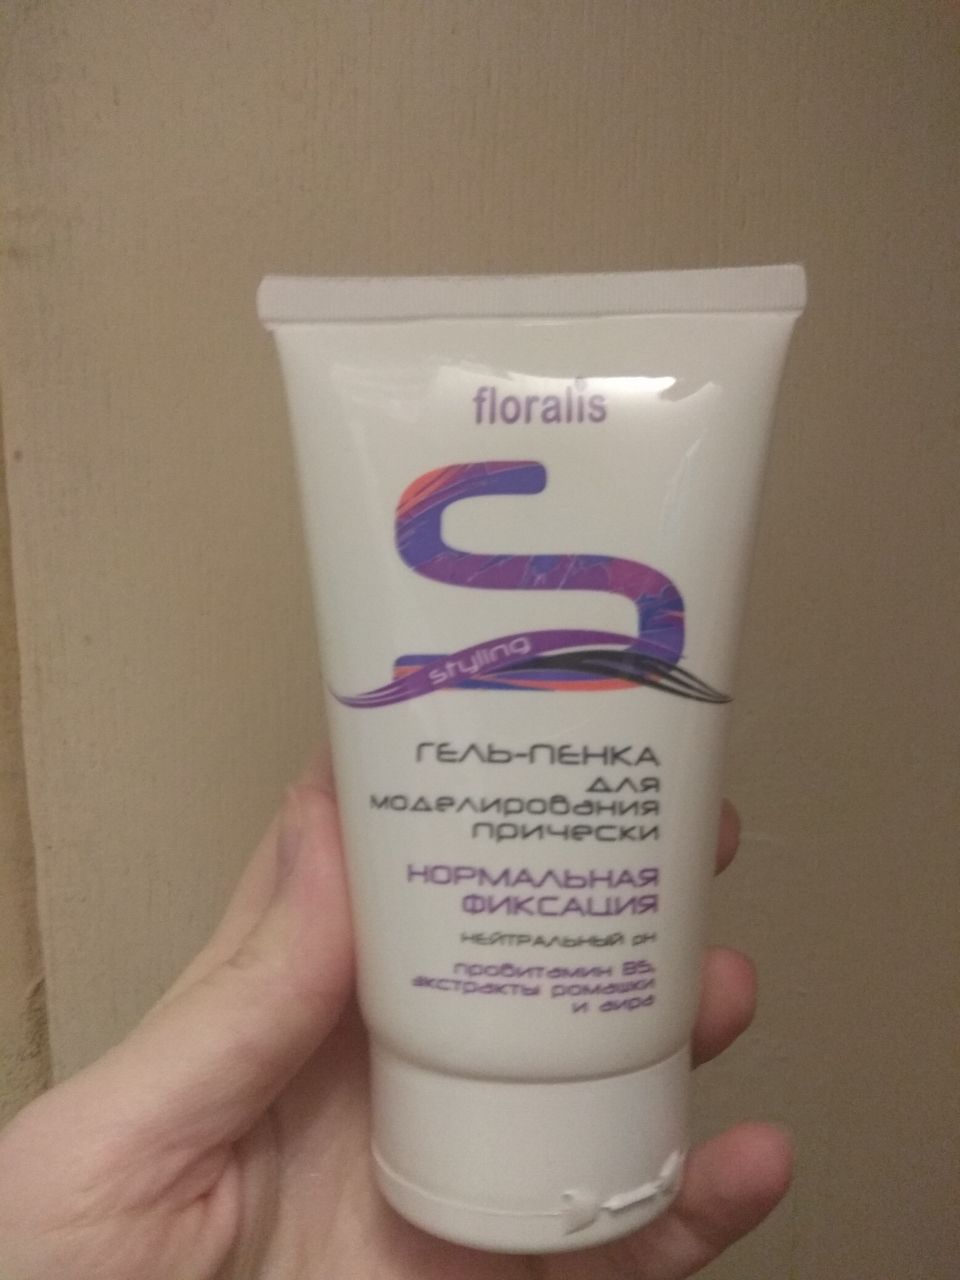 floralis
styling
ГЕЛЬ-ПЕНКА
для
моделирования
прически
НОРМАЛЬНАЯ
ФИКСАЦИЯ
НЕЙТРАЛЬНЫЙ pH
провитамин B5,
экстракты ромашки
и аира